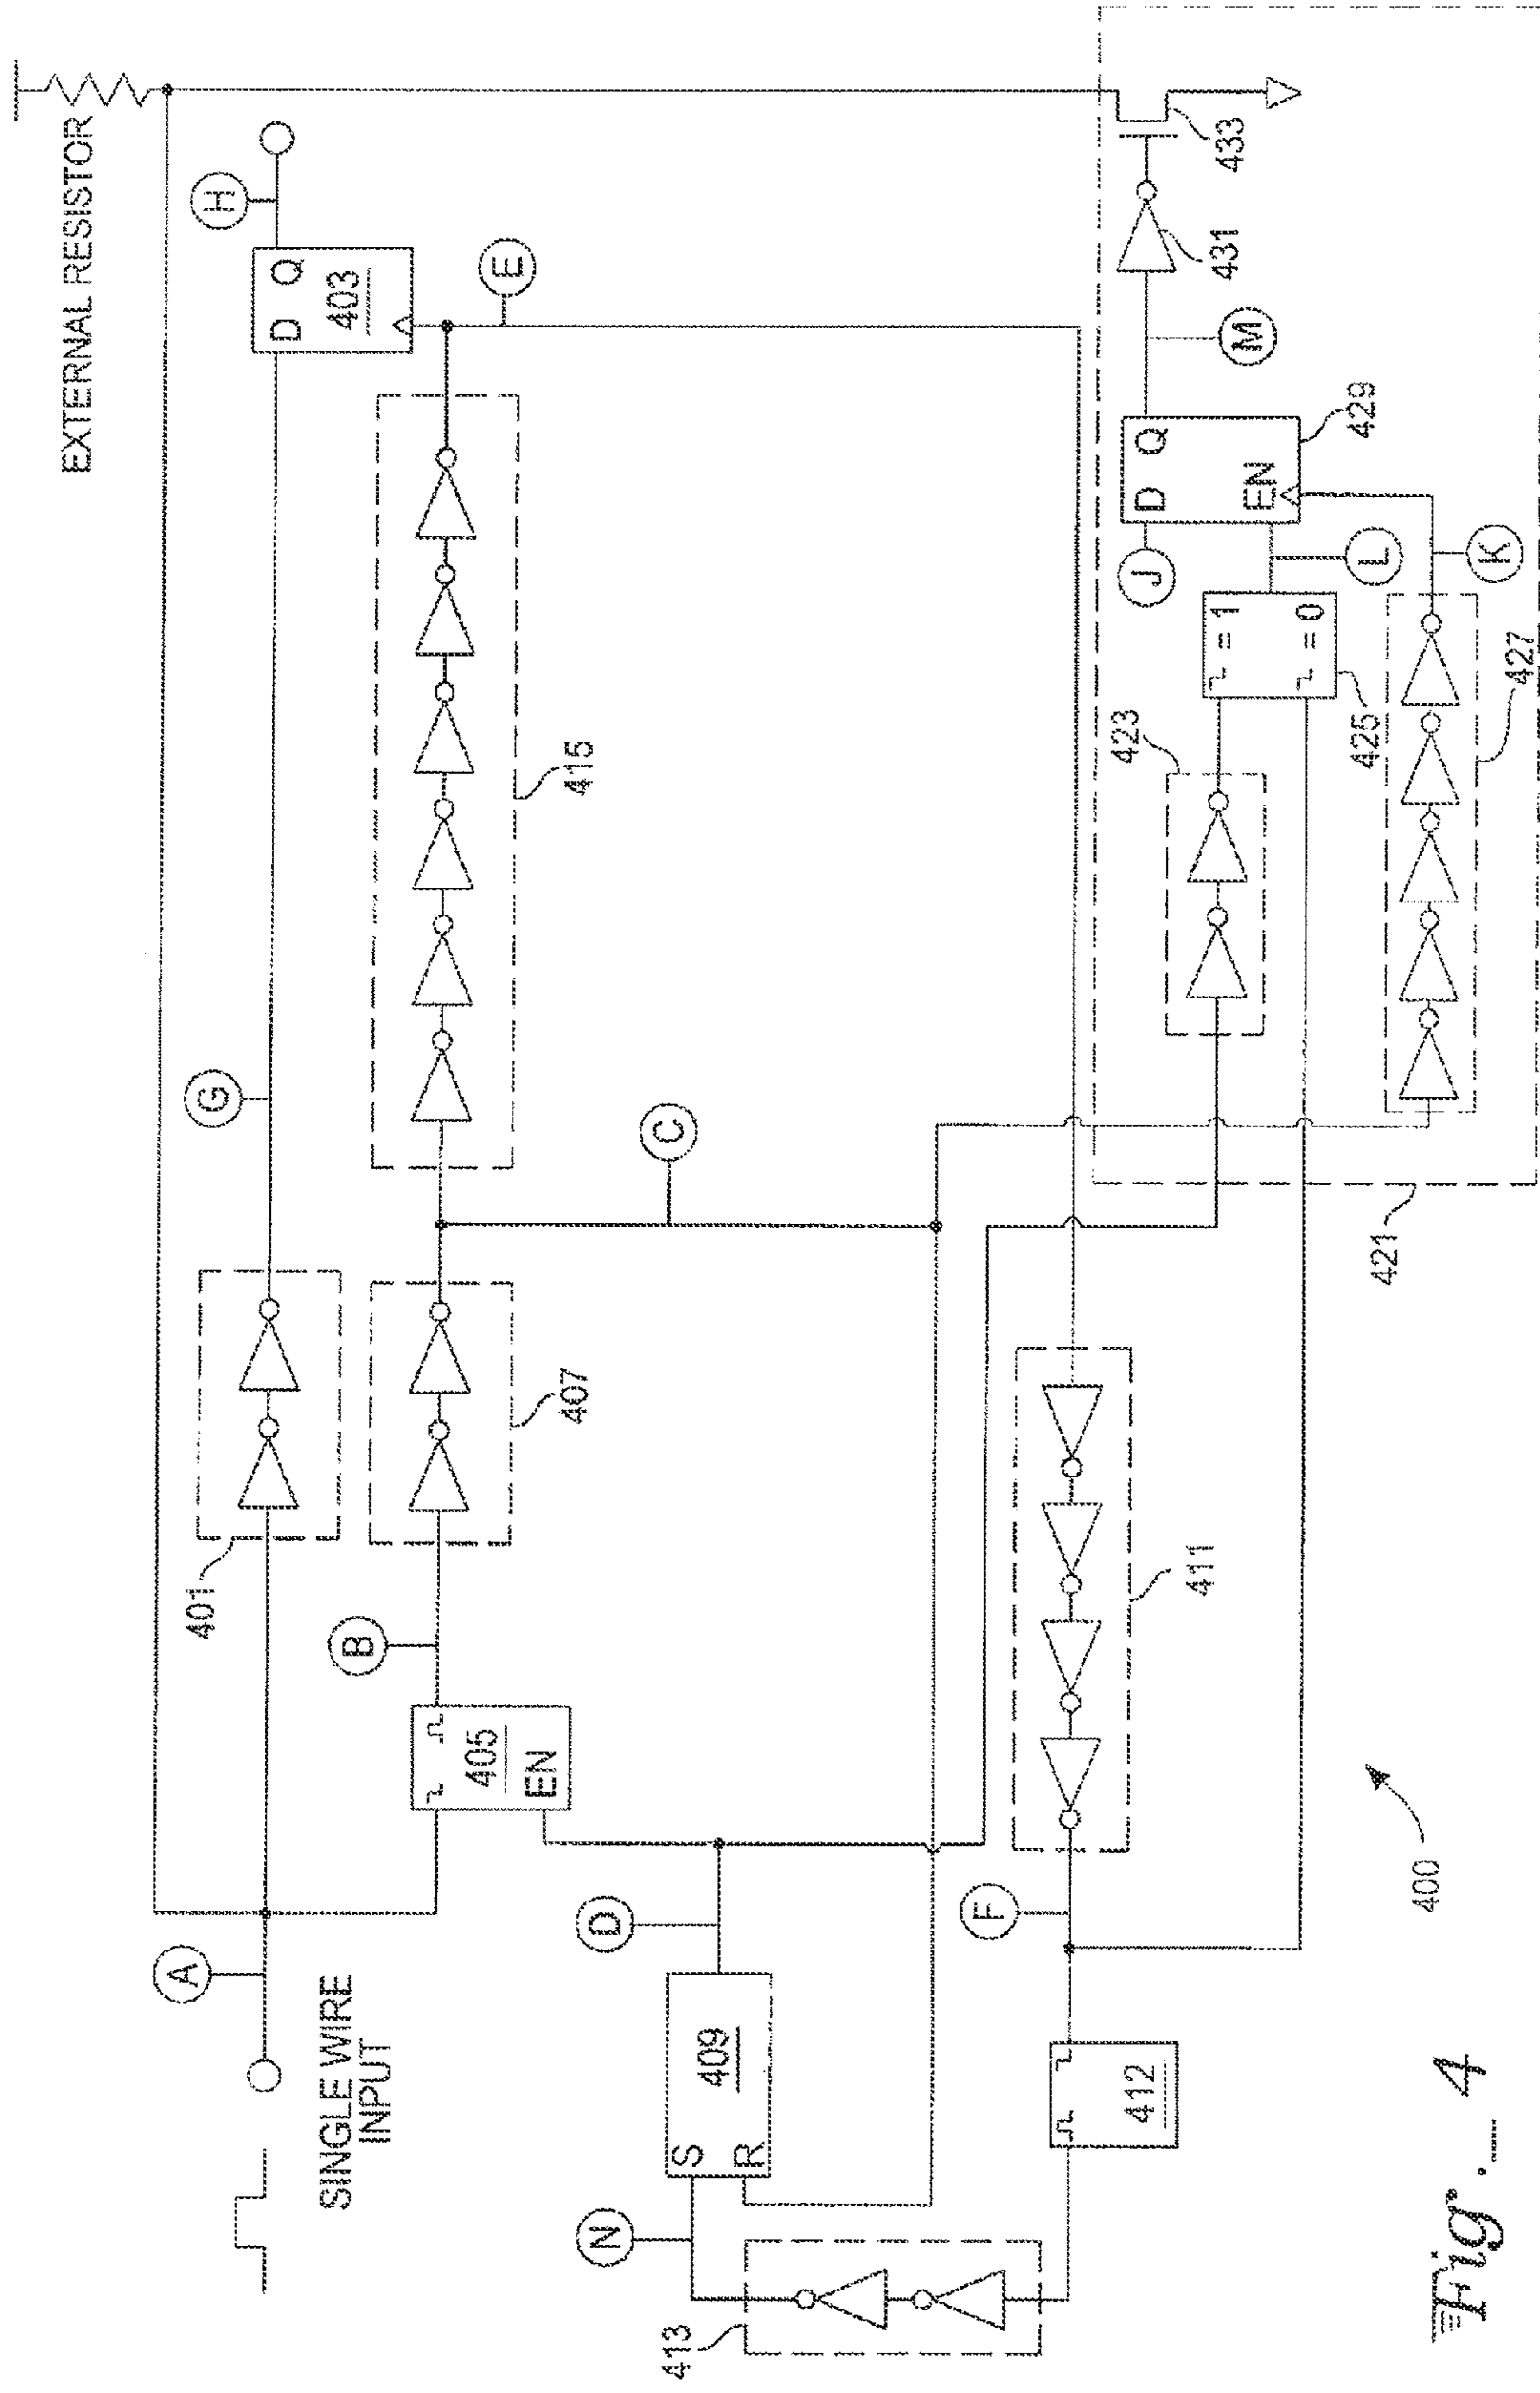 EXTERNAL RESISTOR
H
D Q
403
E
G
415
C
401
407
B
405
EN
A
SINGLE WIRE
INPUT
D
409
S
R
N
413
F
412
411
421
423
= 1
= 0
425
L
J
D Q
EN
429
K
427
M
431
433
400
Fig. 4